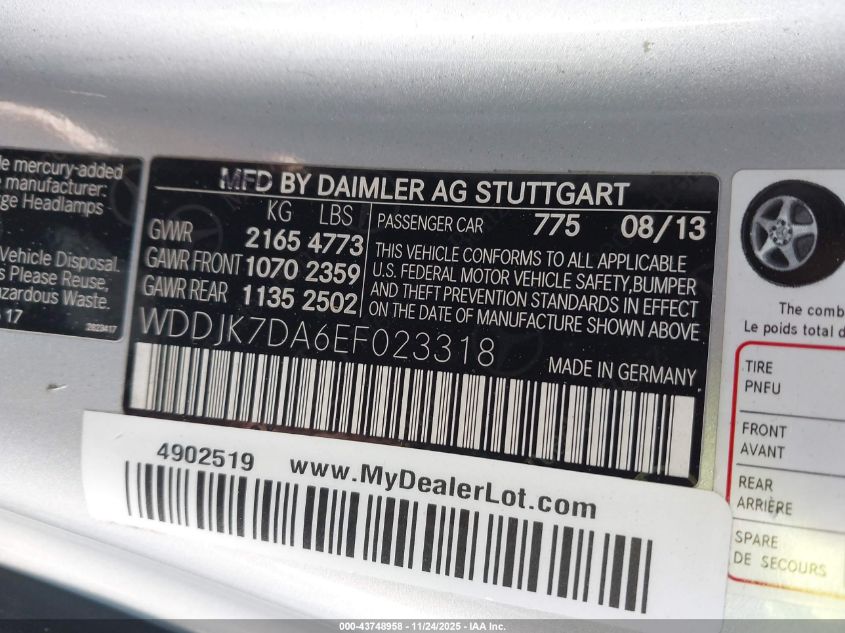 le mercury-added
manufacturer:
rge Headlamps
Vehicle Disposal.
s Please Reuse,
azardous Waste.
17
2823417
MFD BY DAIMLER AG STUTTGART
KG LBS
GVWR 2165 4773
GAWR FRONT 1070 2359
GAWR REAR 1135 2502
PASSENGER CAR 775 08/13
THIS VEHICLE CONFORMS TO ALL APPLICABLE
U.S. FEDERAL MOTOR VEHICLE SAFETY,BUMPER
AND THEFT PREVENTION STANDARDS IN EFFECT
ON THE DATE OF MANUFACTURE SHOWN ABOVE
WDDJK7DA6EF023318
MADE IN GERMANY
4902519 www.MyDealerLot.com
The comb
Le poids total d
TIRE
PNEU
FRONT
AVANT
REAR
ARRIÈRE
SPARE
DE SECOURS
000-43748958 - 11/24/2025 - IAA Inc.